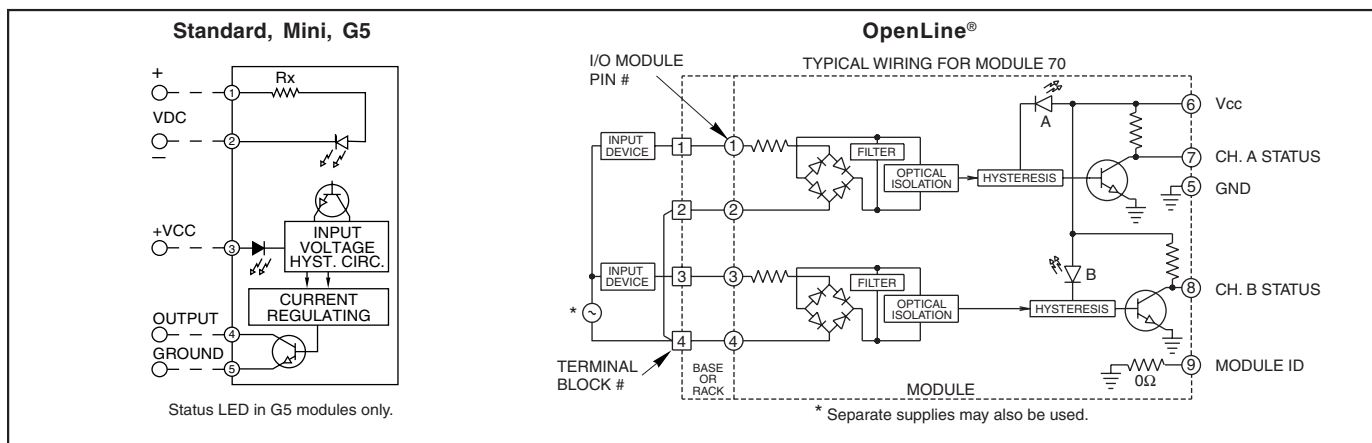 Standard, Mini, G5
+
VDC
–
+VCC
OUTPUT
GROUND
1
Rx
2
3
INPUT
VOLTAGE
HYST. CIRC.
CURRENT
REGULATING
4
5
Status LED in G5 modules only.
OpenLine®
I/O MODULE
PIN #
TYPICAL WIRING FOR MODULE 70
INPUT
DEVICE
1
1
FILTER
OPTICAL
ISOLATION
HYSTERESIS
A
6
Vcc
7
CH. A STATUS
5
GND
2
2
INPUT
DEVICE
3
3
FILTER
OPTICAL
ISOLATION
HYSTERESIS
B
8
CH. B STATUS
*
4
4
TERMINAL
BLOCK #
BASE
OR
RACK
MODULE
0Ω
9
MODULE ID
* Separate supplies may also be used.